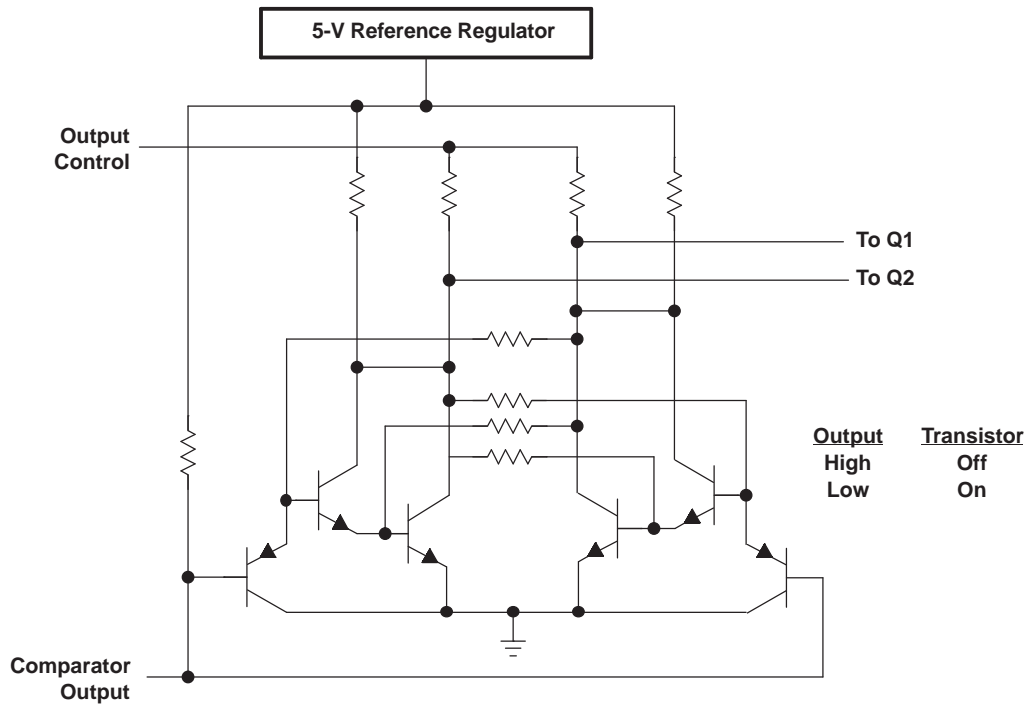 5-V Reference Regulator
Output
Control
To Q1
To Q2
Output Transistor
High Off
Low On
Comparator
Output